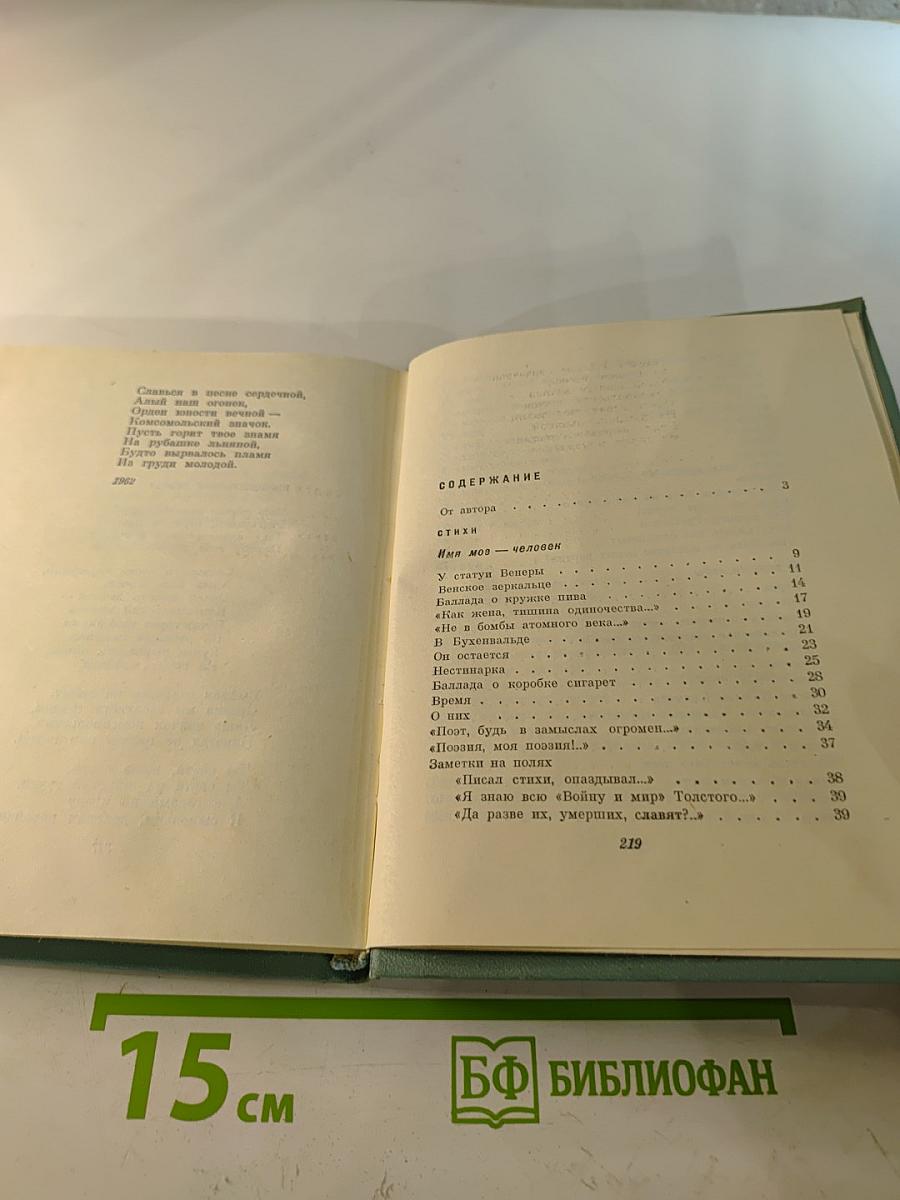 Славься в песне сердечной,
Алый наш огонек,
Орден юности вечной —
Комсомольский значок.
Пусть горит твое знамя
На рубашке льняной,
Будто вырвалось пламя
Из груди молодой.
1962
СОДЕРЖАНИЕ
От автора . . . . . . . . . . . . . . . . 3
СТИХИ
Имя мое — человек
У статуи Венеры . . . . . . . . . . . . 9
Венское зеркальце . . . . . . . . . . . 11
Баллада о кружке пива . . . . . . . . . 14
«Как жена, тишина одиночества...» . . . . . . 17
«Не в бомбы атомного века...» . . . . . . . 19
В Бухенвальде . . . . . . . . . . . . 21
Он остается . . . . . . . . . . . . . 23
Нестинарка . . . . . . . . . . . . . 25
Баллада о коробке сигарет . . . . . . . . 28
Время . . . . . . . . . . . . . . . 30
О них . . . . . . . . . . . . . . . 32
«Поэт, будь в замыслах огромен...» . . . . . . 34
«Поэзия, моя поэзия!..» . . . . . . . . . 37
Заметки на полях
«Писал стихи, опаздывал...» . . . . . . . 38
«Я знаю всю «Войну и мир» Толстого...» . . . 39
«Да разве их, умерших, славят?..» . . . . . . 39
219
15 см
БФ БИБЛИОФАН